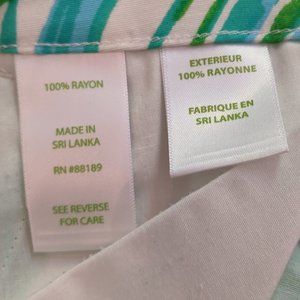 100% RAYON
MADE IN
SRI LANKA
RN #88189
SEE REVERSE
FOR CARE
EXTERIEUR
100% RAYONNE
FABRIQUE EN
SRI LANKA